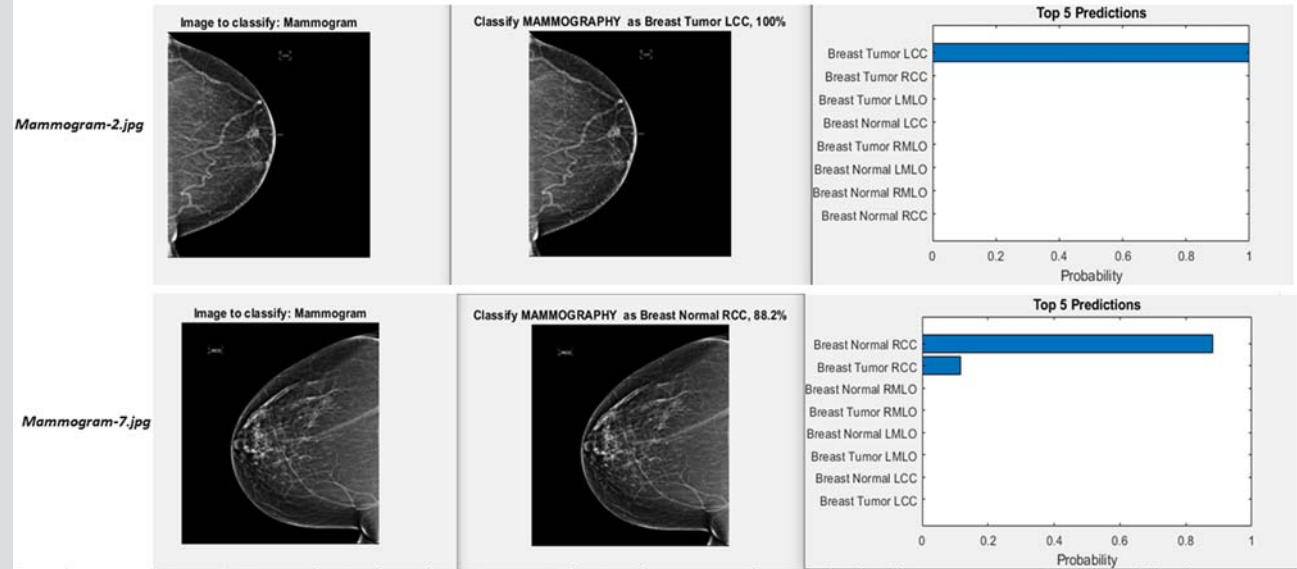 Image to classify: Mammogram
Classify MAMMOGRAPHY as Breast Tumor LCC, 100%
Top 5 Predictions
Mammogram-2.jpg
Breast Tumor LCC
Breast Tumor RCC
Breast Tumor LMLO
Breast Normal LCC
Breast Tumor RMLO
Breast Normal LMLO
Breast Normal RMLO
Breast Normal RCC
0 0.2 0.4 0.6 0.8 1
Probability
Image to classify: Mammogram
Classify MAMMOGRAPHY as Breast Normal RCC, 88.2%
Top 5 Predictions
Mammogram-7.jpg
Breast Normal RCC
Breast Tumor RCC
Breast Normal RMLO
Breast Tumor RMLO
Breast Normal LMLO
Breast Tumor LMLO
Breast Normal LCC
Breast Tumor LCC
0 0.2 0.4 0.6 0.8 1
Probability